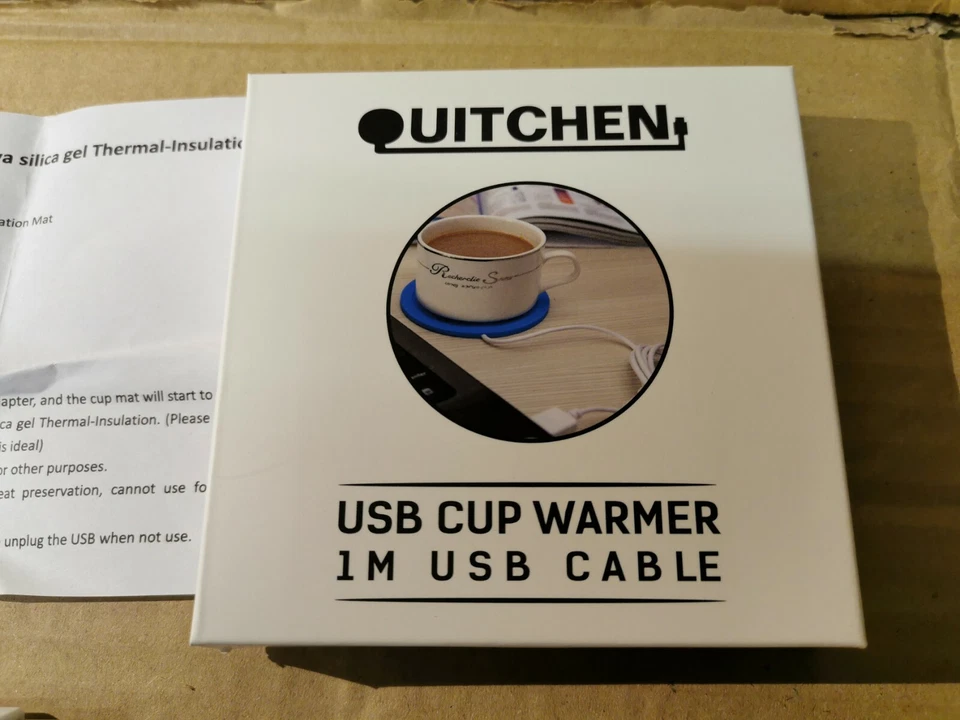 QUITCHEN
USB CUP WARMER
1M USB CABLE
va silica gel Thermal-Insulatio
ation Mat
apter, and the cup mat will start to
ca gel Thermal-Insulation. (Please
is ideal)
or other purposes.
eat preservation, cannot use fo
unplug the USB when not use.